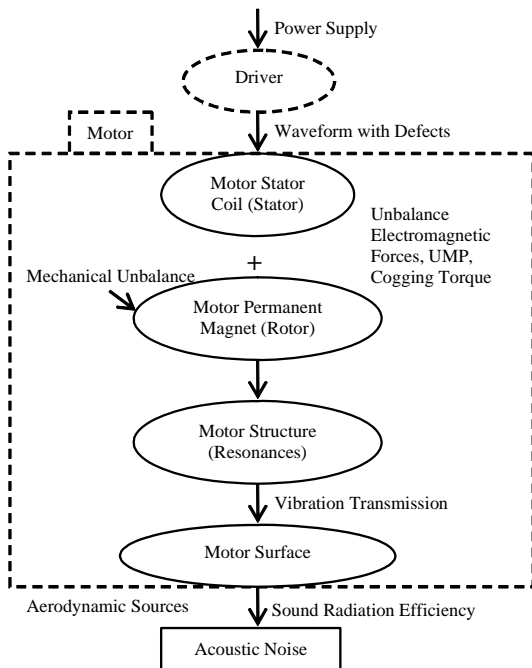 Power Supply
Driver
Waveform with Defects
Motor
Motor Stator
Coil (Stator)
Unbalance
Electromagnetic
Forces, UMP,
Cogging Torque
+
Mechanical Unbalance
Motor Permanent
Magnet (Rotor)
Motor Structure
(Resonances)
Vibration Transmission
Motor Surface
Aerodynamic Sources
Sound Radiation Efficiency
Acoustic Noise